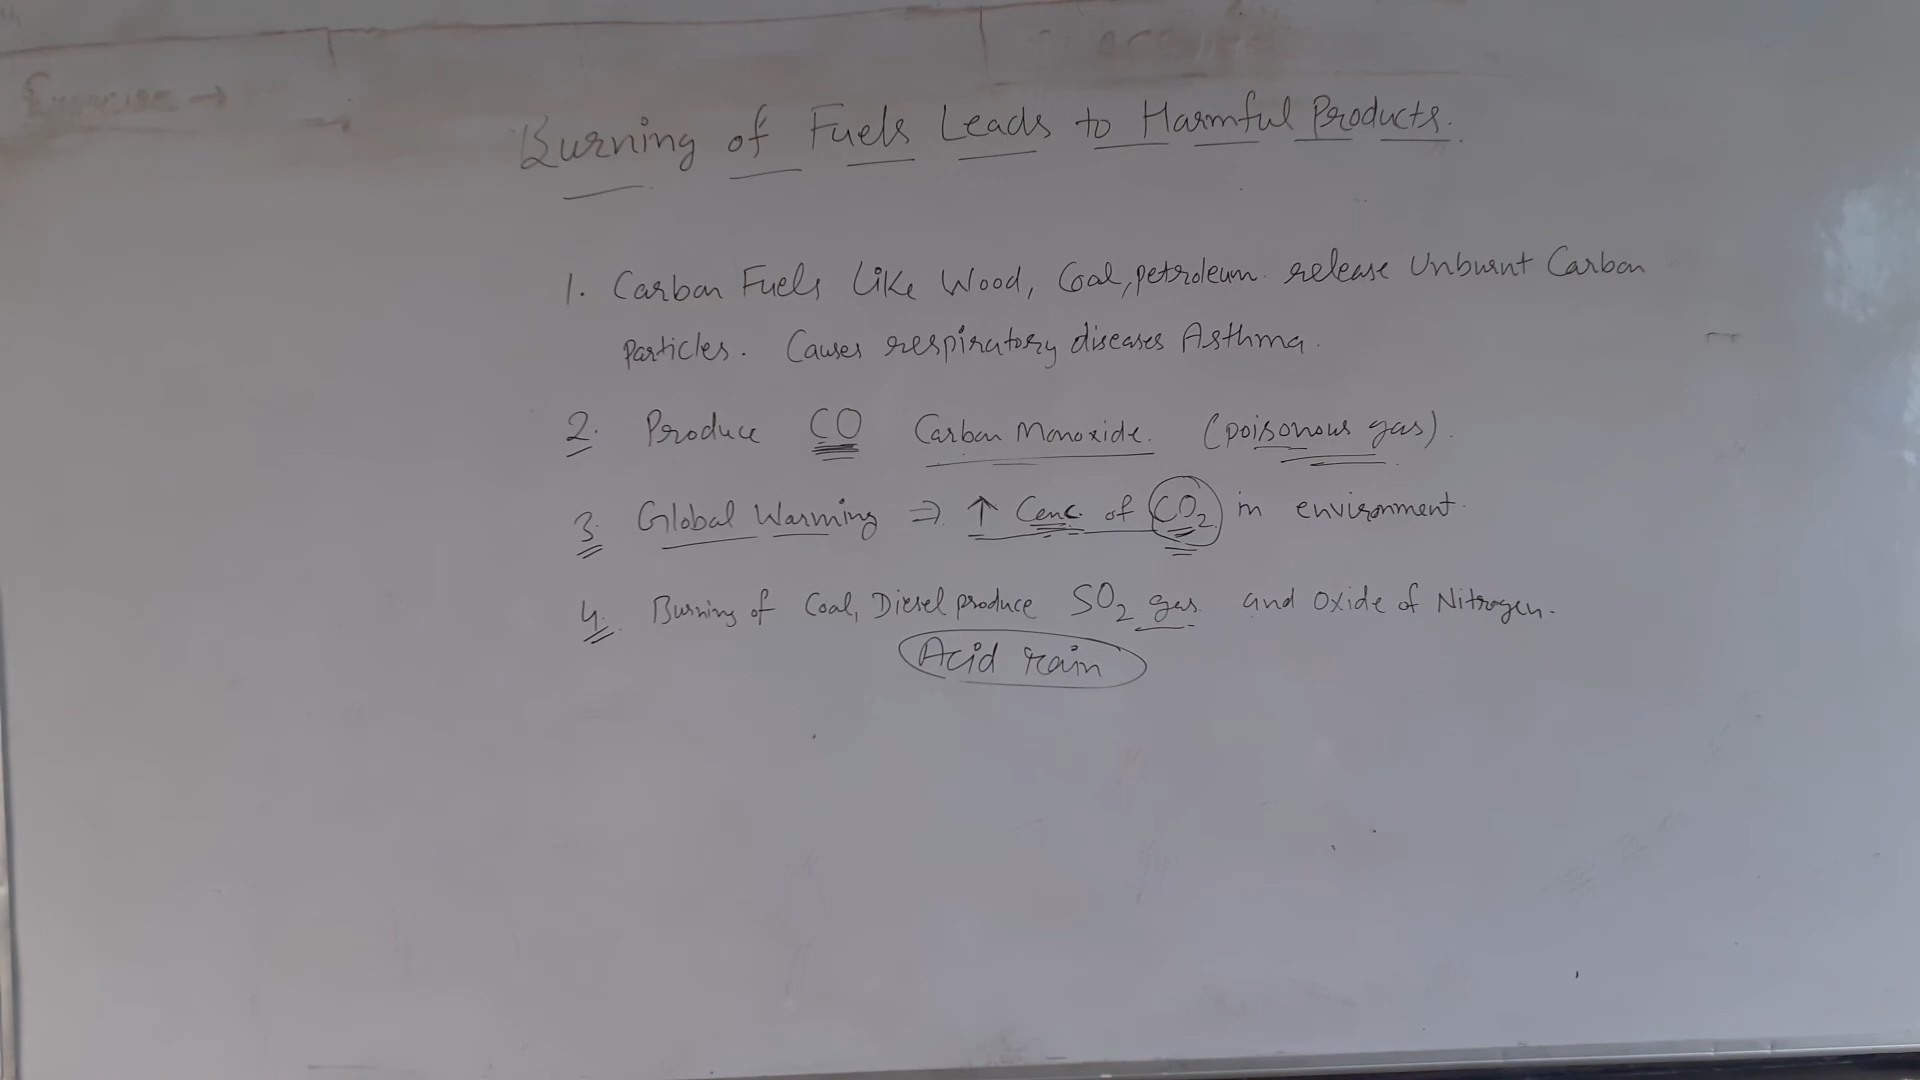 Exercise →
Burning of Fuels Leads to Harmful Products.
1. Carbon Fuels Like Wood, Coal, petroleum release Unburnt Carbon
Particles. Causes respiratory diseases Asthma.
2. Produce CO Carbon Monoxide. (poisonous gas).
3. Global Warming ⇒ ↑ Conc. of CO₂ in environment.
4. Burning of Coal, Diesel produce SO₂ gas and Oxide of Nitrogen.
Acid rain